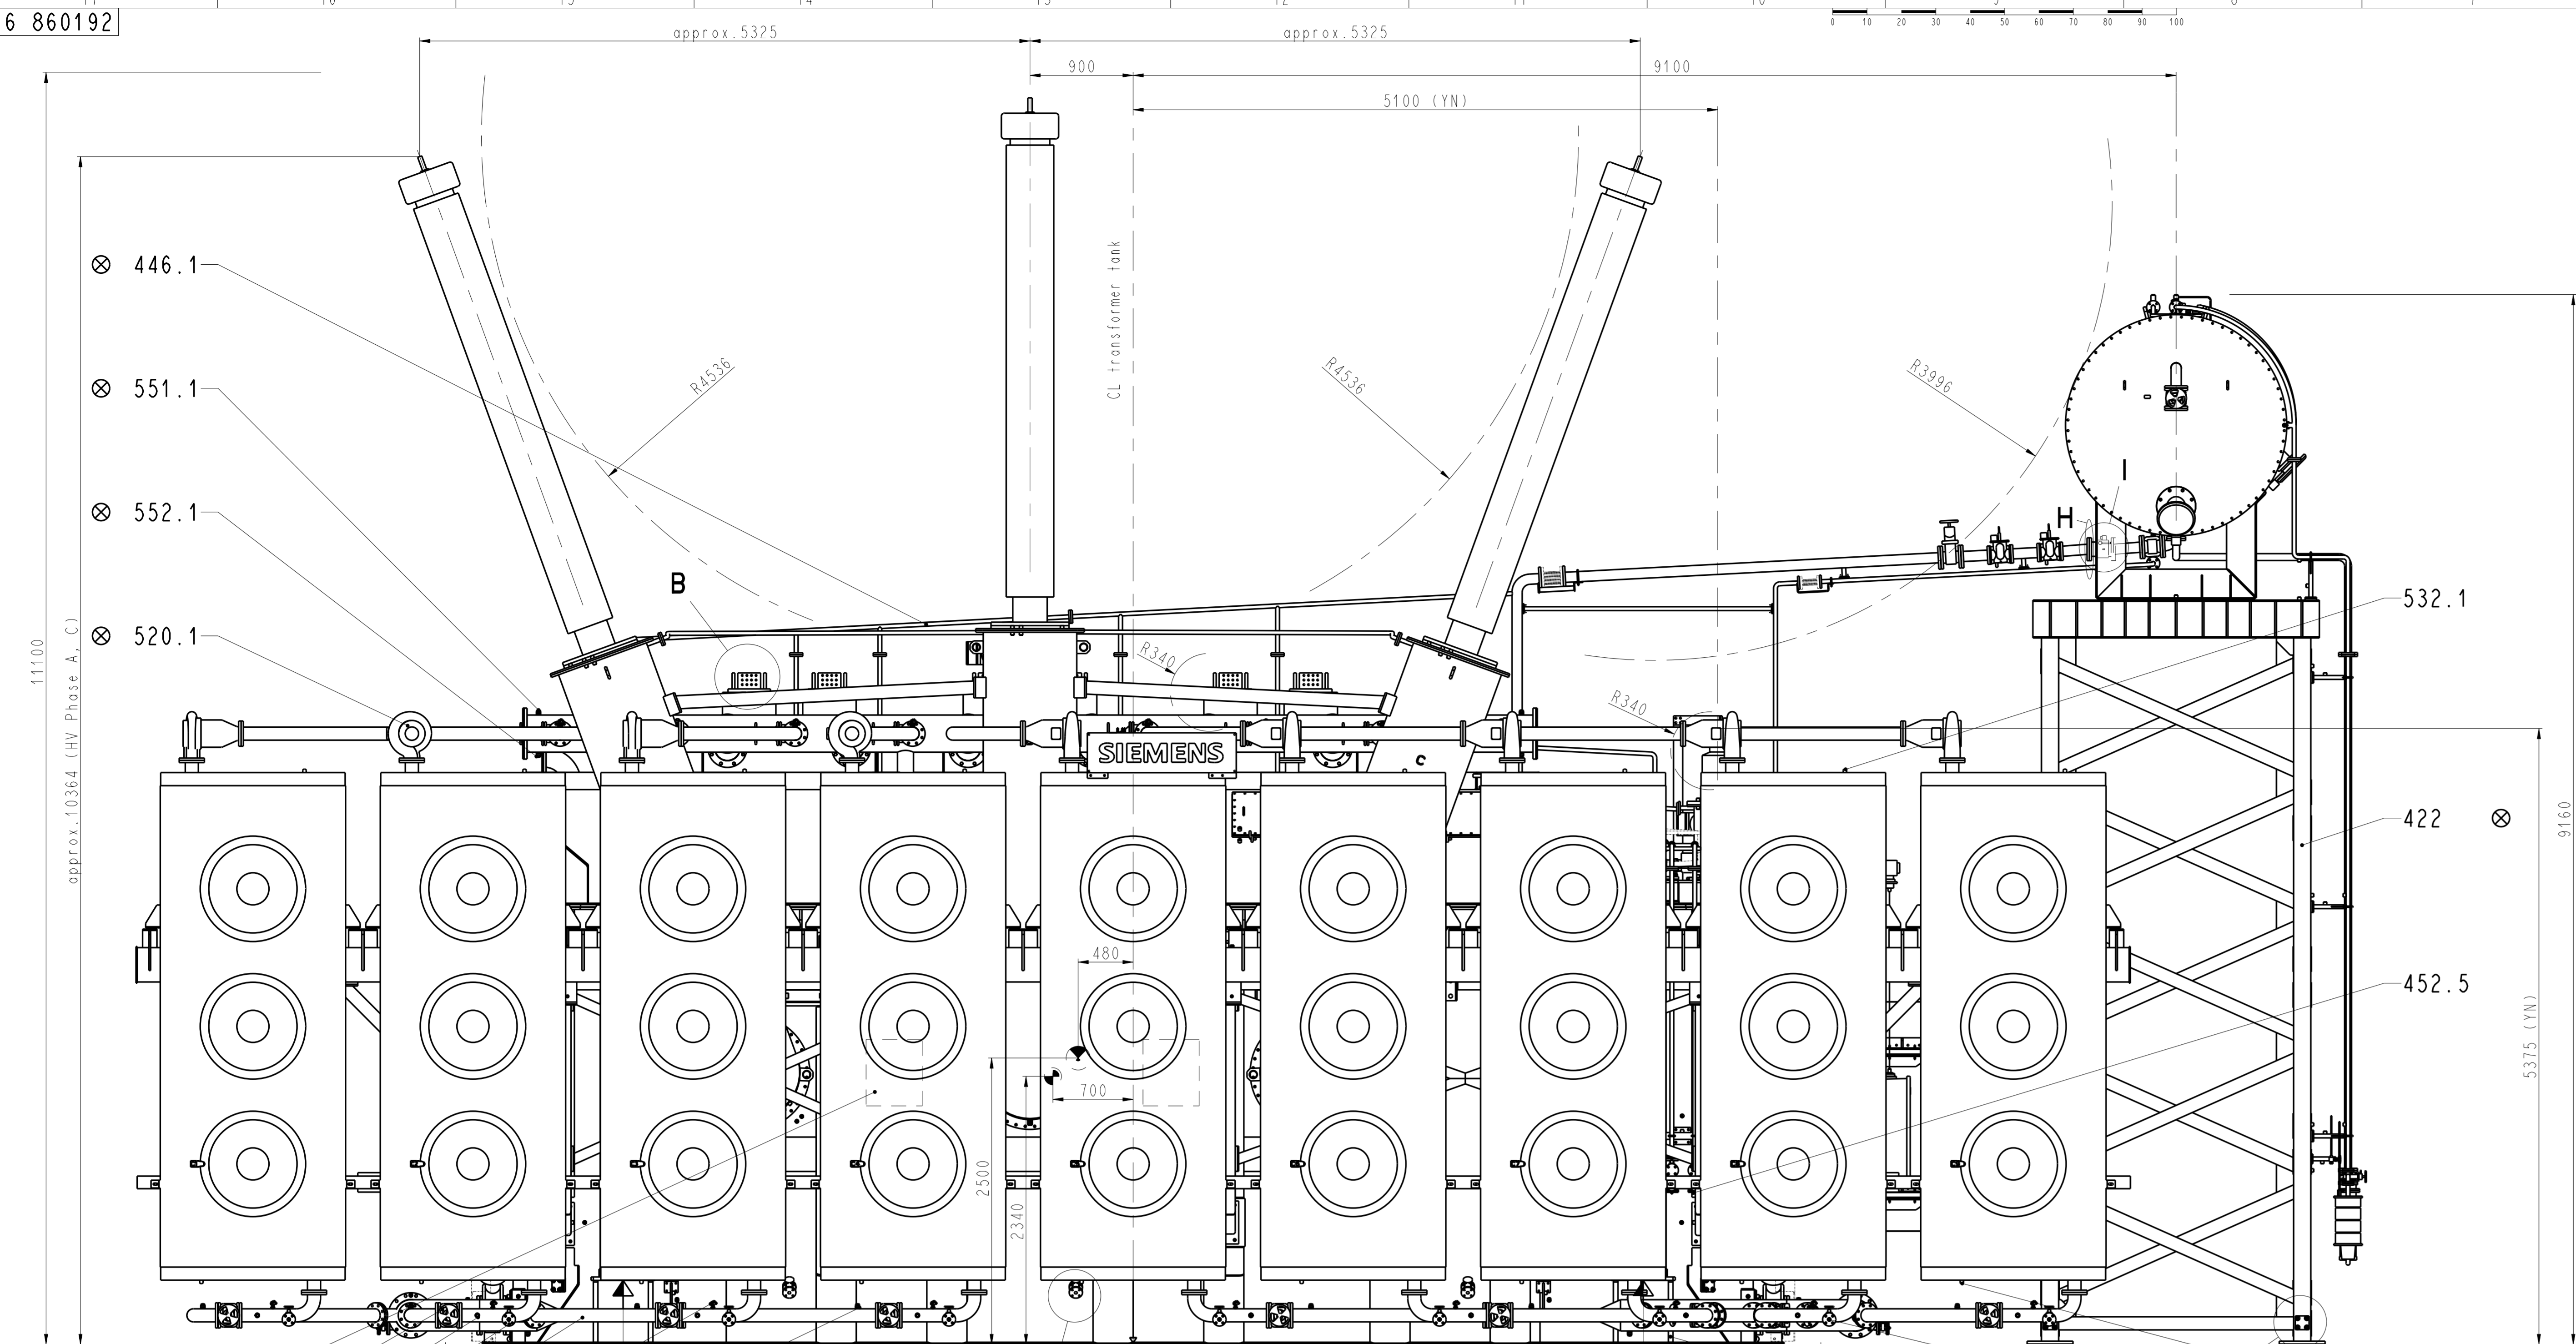 6 860192
0 10 20 30 40 50 60 70 80 90 100
approx.5325
approx.5325
900
9100
5100 (YN)
CL transformer tank
446.1
551.1
552.1
520.1
11100
approx.10364 (HV Phase A, C)
R4536
R4536
R3996
B
H
I
R340
R340
532.1
422
452.5
9160
5375 (YN)
SIEMENS
C
480
700
2500
2340